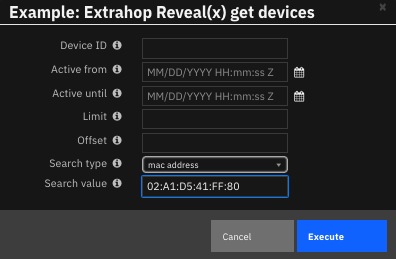 Example: Extrahop Reveal(x) get devices
×
Device ID
Active from MM/DD/YYYY HH:mm:ss Z
Active until MM/DD/YYYY HH:mm:ss Z
Limit
Offset
Search type mac address
Search value 02:A1:D5:41:FF:80
Cancel Execute